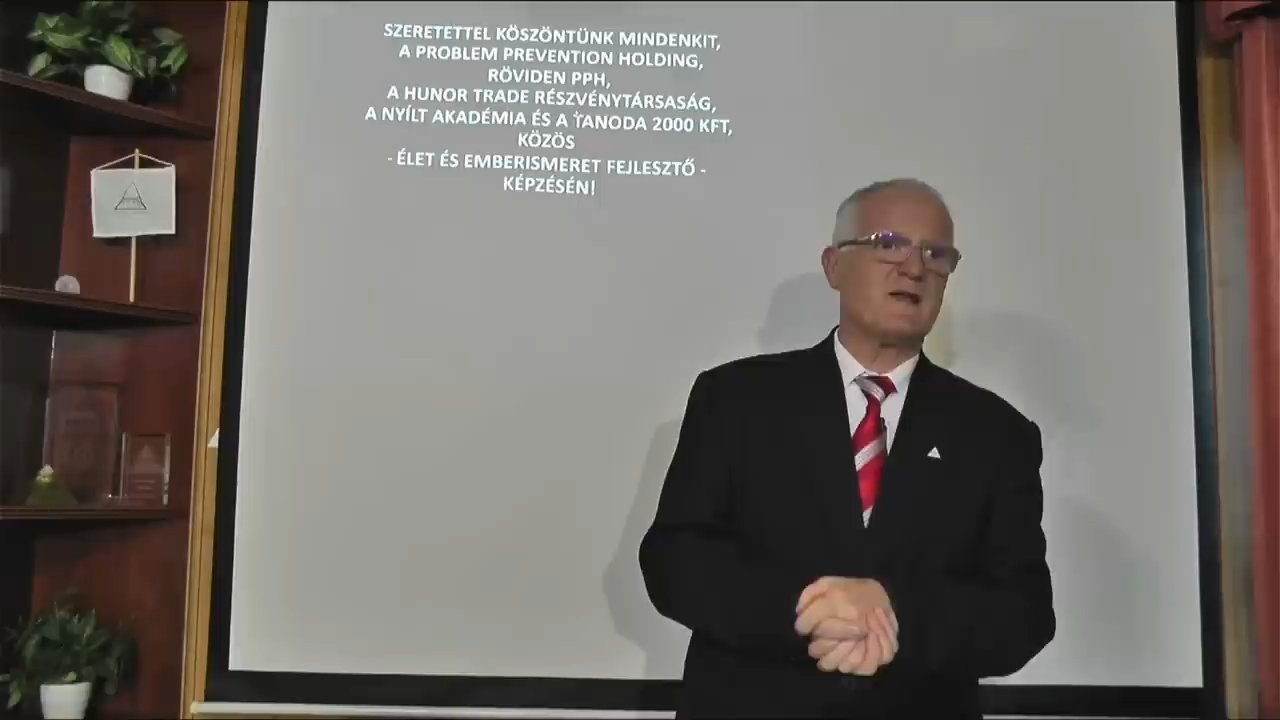 SZERETETTEL KÖSZÖNTÜNK MINDENKIT,
A PROBLEM PREVENTION HOLDING,
RÖVIDEN PPH,
A HUNOR TRADE RÉSZVÉNYTÁRSASÁG,
A NYÍLT AKADÉMIA ÉS A TANODA 2000 KFT,
KÖZÖS
- ÉLET ÉS EMBERISMERET FEJLESZTŐ -
KÉPZÉSÉN!